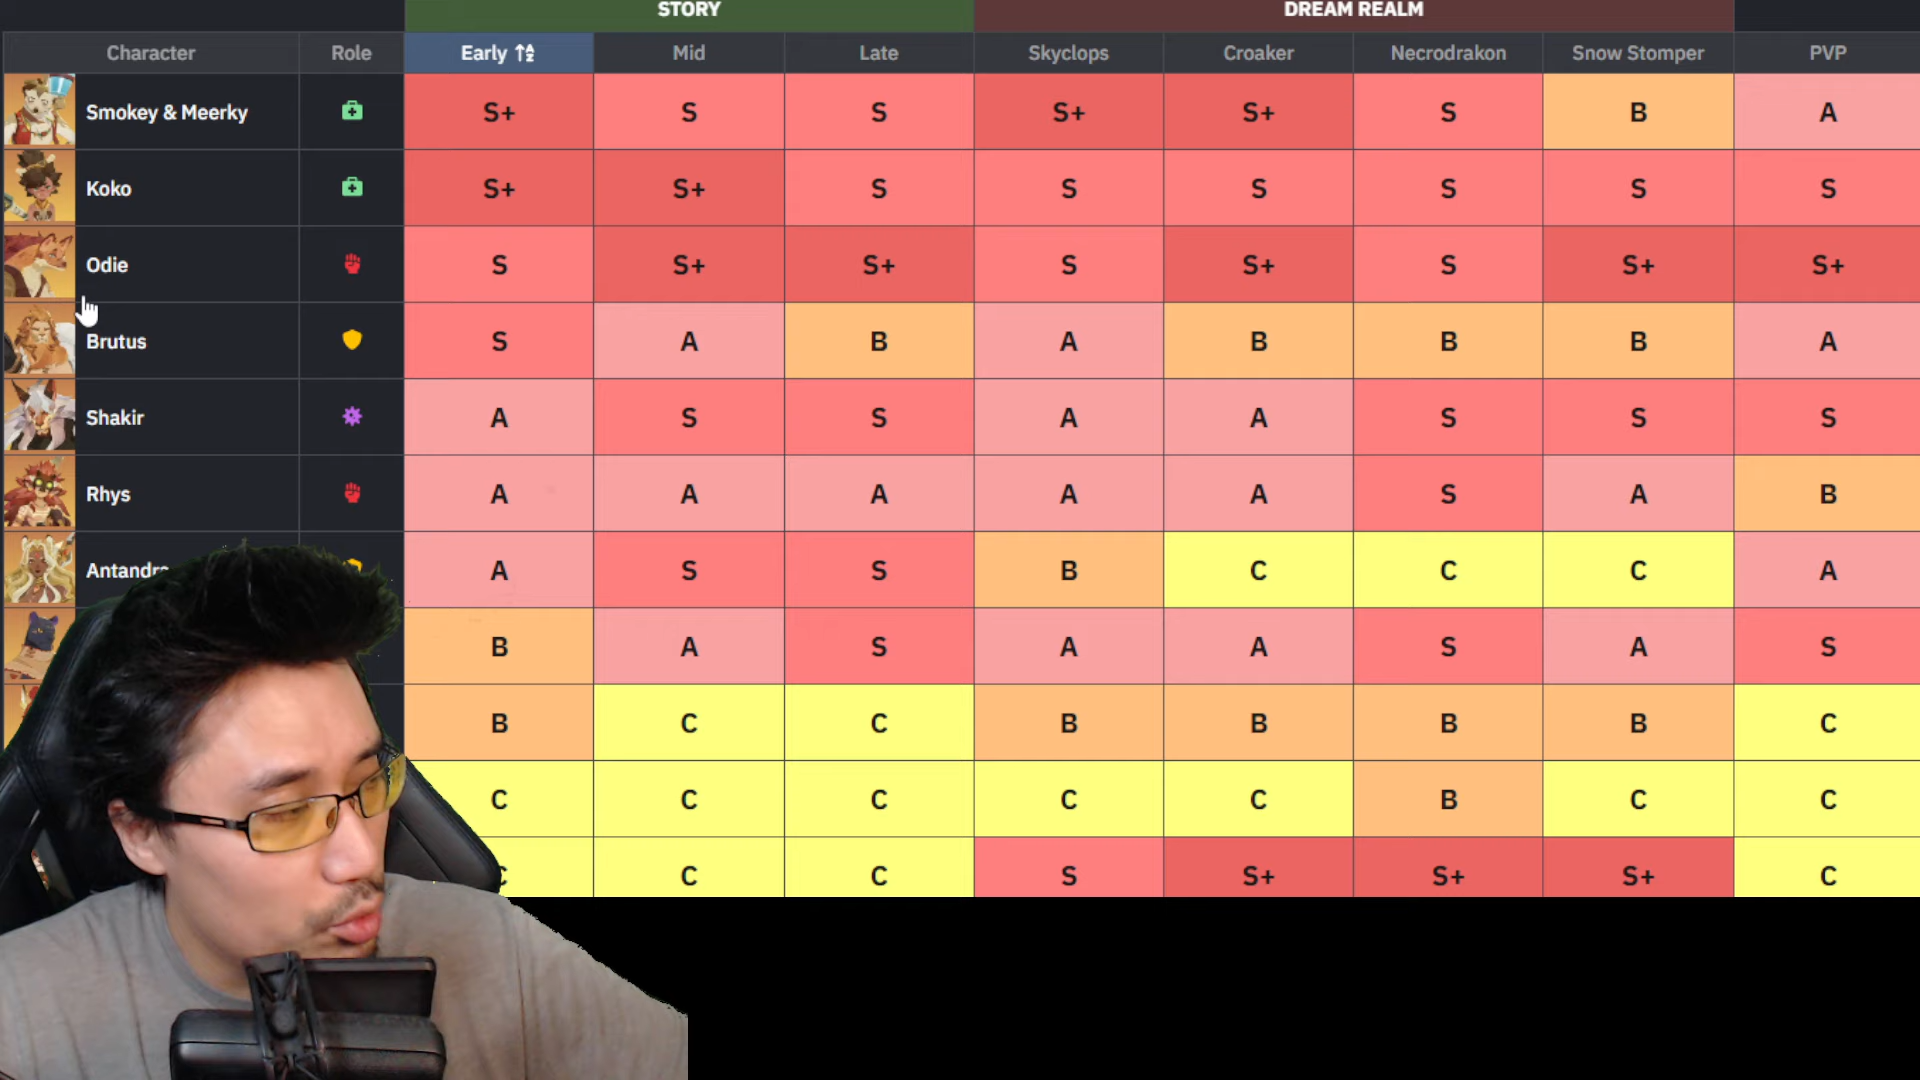 STORY DREAM REALM
Character Role Early Mid Late Skyclops Croaker Necrodrakon Snow Stomper PVP
Smokey & Meerky S+ S S S+ S+ S B A
Koko S+ S+ S S S S S S
Odie S S+ S+ S S+ S S+ S+
Brutus S A B A B B B A
Shakir A S S A A S S S
Rhys A A A A A S A B
A S S B C C C A
B A S A A S A S
B C C B B B B C
C C C C C B C C
C C C S S+ S+ S+ C